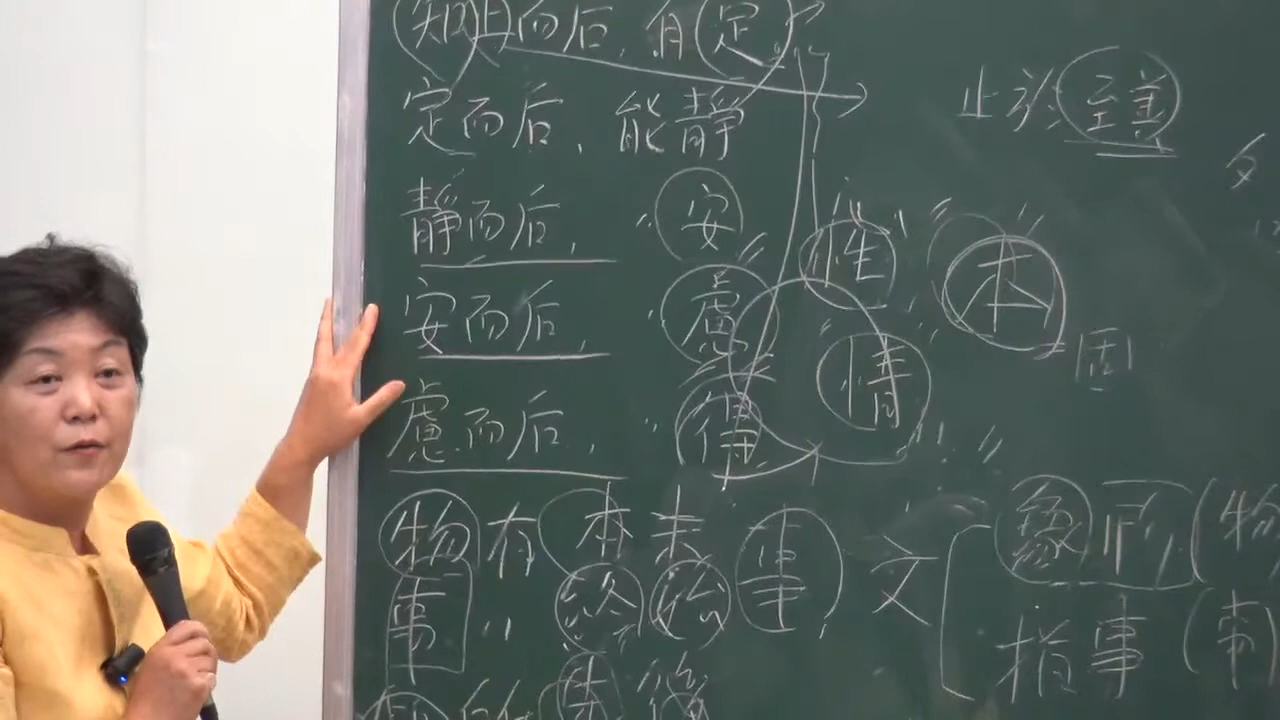 知止而后, 有定
定而后、能静
静而后, 〃 安
安而后, 〃 慮
慮而后, 〃 得
物有本末
事〃終始
事
止於至善
性
情
本
固
文
象形(物
指事(事